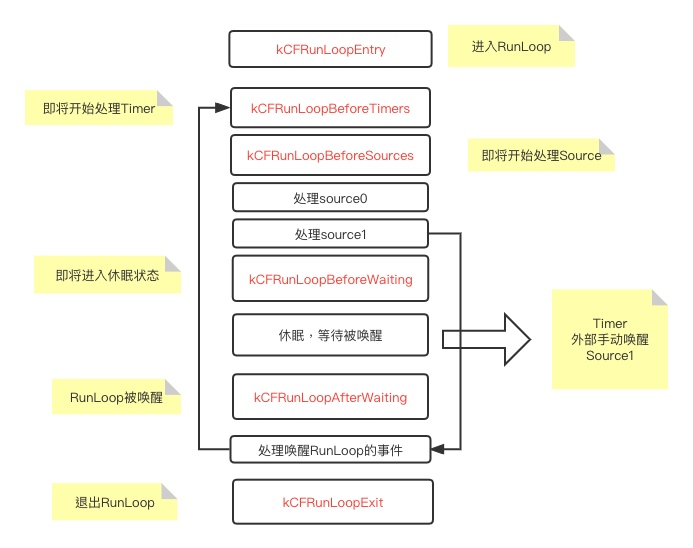 kCFRunLoopEntry
进入RunLoop
即将开始处理Timer
kCFRunLoopBeforeTimers
kCFRunLoopBeforeSources
即将开始处理Source
处理source0
处理source1
即将进入休眠状态
kCFRunLoopBeforeWaiting
休眠，等待被唤醒
Timer
外部手动唤醒
Source1
RunLoop被唤醒
kCFRunLoopAfterWaiting
处理唤醒RunLoop的事件
退出RunLoop
kCFRunLoopExit